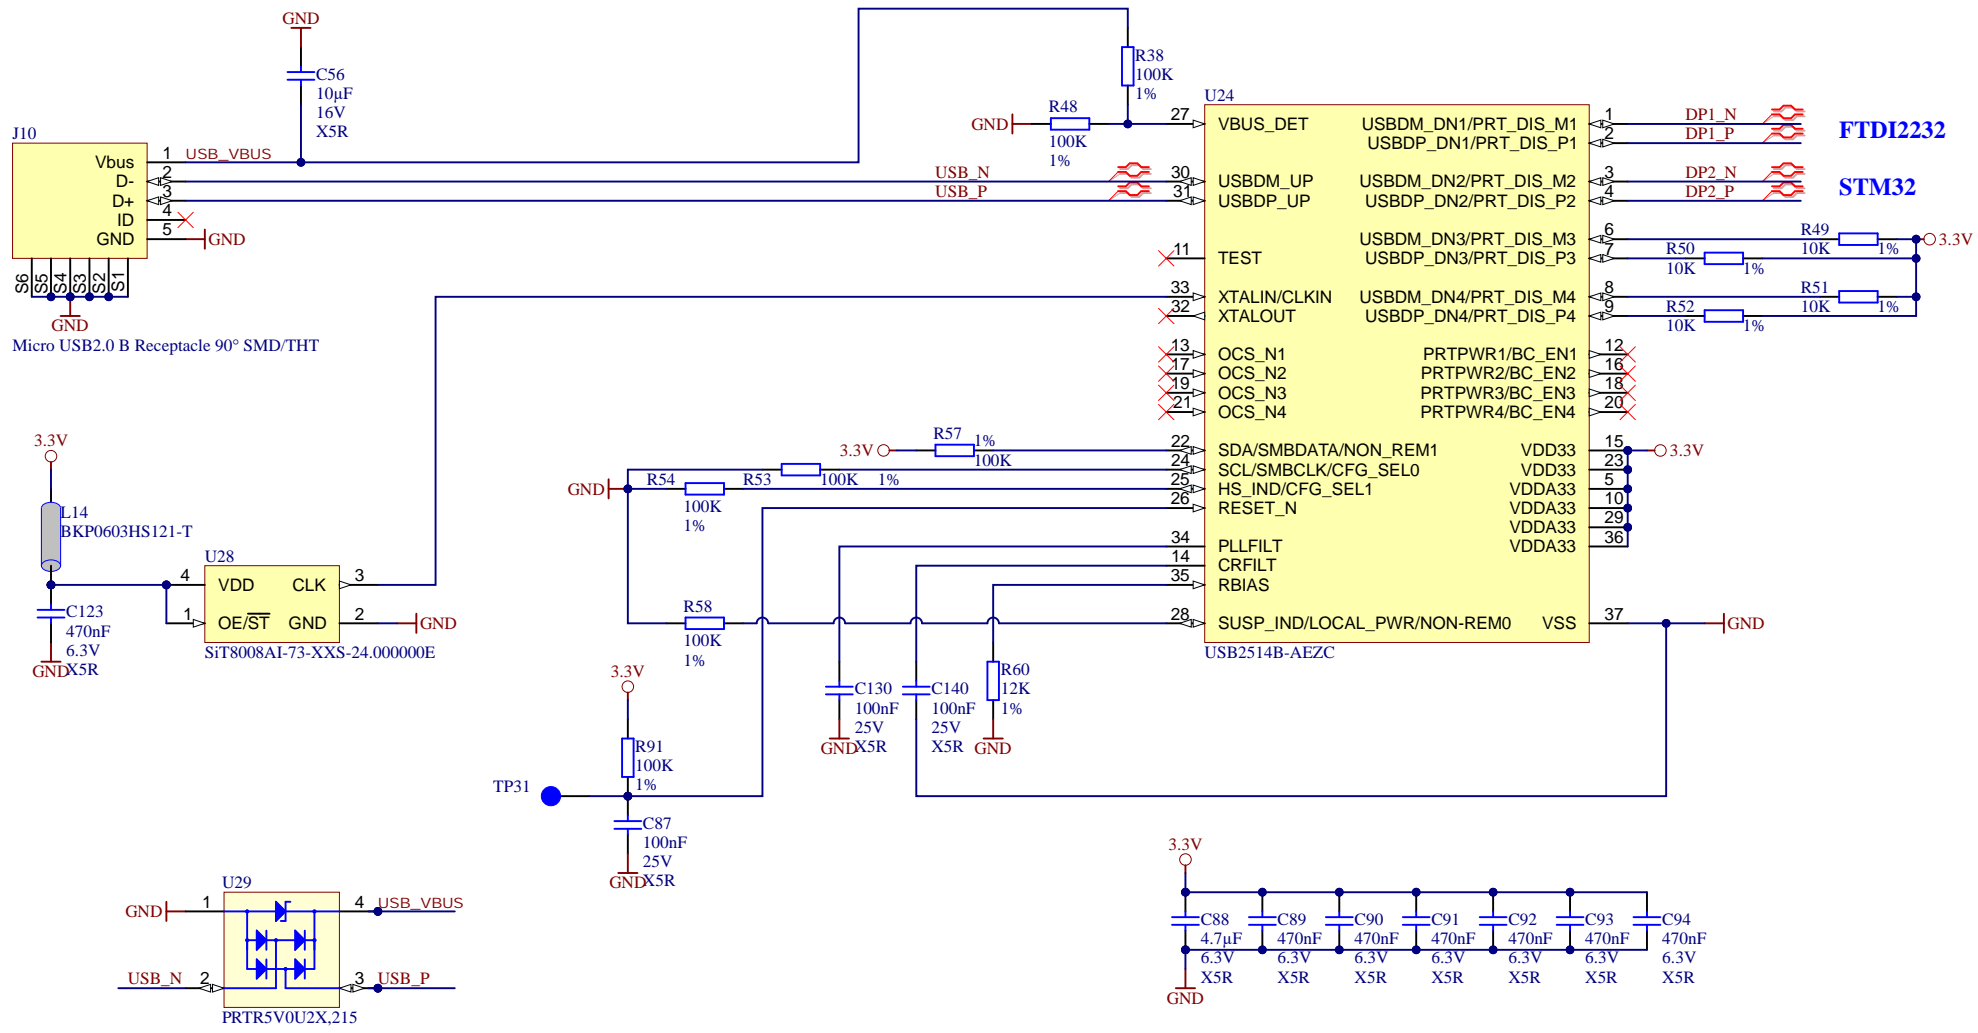 GND
C56
10µF
16V
X5R
J10
Vbus
D-
D+
ID
GND
1
2
3
4
5
USB_VBUS
GND
S6
S5
S4
S3
S2
S1
GND
Micro USB2.0 B Receptacle 90° SMD/THT
USB_N
USB_P
R38
100K
1%
GND
R48
100K
1%
U24
27
VBUS_DET
30
USBDM_UP
31
USBDP_UP
11
TEST
33
XTALIN/CLKIN
32
XTALOUT
13
OCS_N1
17
OCS_N2
19
OCS_N3
21
OCS_N4
22
SDA/SMBDATA/NON_REM1
24
SCL/SMBCLK/CFG_SEL0
25
HS_IND/CFG_SEL1
26
RESET_N
34
PLLFILT
14
CRFILT
35
RBIAS
28
SUSP_IND/LOCAL_PWR/NON-REM0
USBDM_DN1/PRT_DIS_M1
1
DP1_N
USBDP_DN1/PRT_DIS_P1
2
DP1_P
FTDI2232
USBDM_DN2/PRT_DIS_M2
3
DP2_N
USBDP_DN2/PRT_DIS_P2
4
DP2_P
STM32
USBDM_DN3/PRT_DIS_M3
6
USBDP_DN3/PRT_DIS_P3
7
USBDM_DN4/PRT_DIS_M4
8
USBDP_DN4/PRT_DIS_P4
9
R49
10K
1%
R50
10K
1%
R51
10K
1%
R52
10K
1%
3.3V
PRTPWR1/BC_EN1
12
PRTPWR2/BC_EN2
16
PRTPWR3/BC_EN3
18
PRTPWR4/BC_EN4
20
VDD33
15
VDD33
23
VDDA33
5
VDDA33
10
VDDA33
29
VDDA33
36
3.3V
VSS
37
GND
USB2514B-AEZC
3.3V
R57
1%
100K
GND
R54
100K
1%
R53
100K
1%
R58
100K
1%
3.3V
L14
BKP0603HS121-T
C123
470nF
6.3V
X5R
GND
U28
4
VDD
CLK
3
1
OE/ST
GND
2
GND
SiT8008AI-73-XXS-24.000000E
3.3V
R91
100K
1%
TP31
C87
100nF
25V
X5R
GND
C130
100nF
25V
X5R
GND
C140
100nF
25V
X5R
R60
12K
1%
GND
U29
GND
1
4
USB_VBUS
USB_N
2
3
USB_P
PRTR5V0U2X,215
3.3V
C88
4.7µF
6.3V
X5R
C89
470nF
6.3V
X5R
C90
470nF
6.3V
X5R
C91
470nF
6.3V
X5R
C92
470nF
6.3V
X5R
C93
470nF
6.3V
X5R
C94
470nF
6.3V
X5R
GND